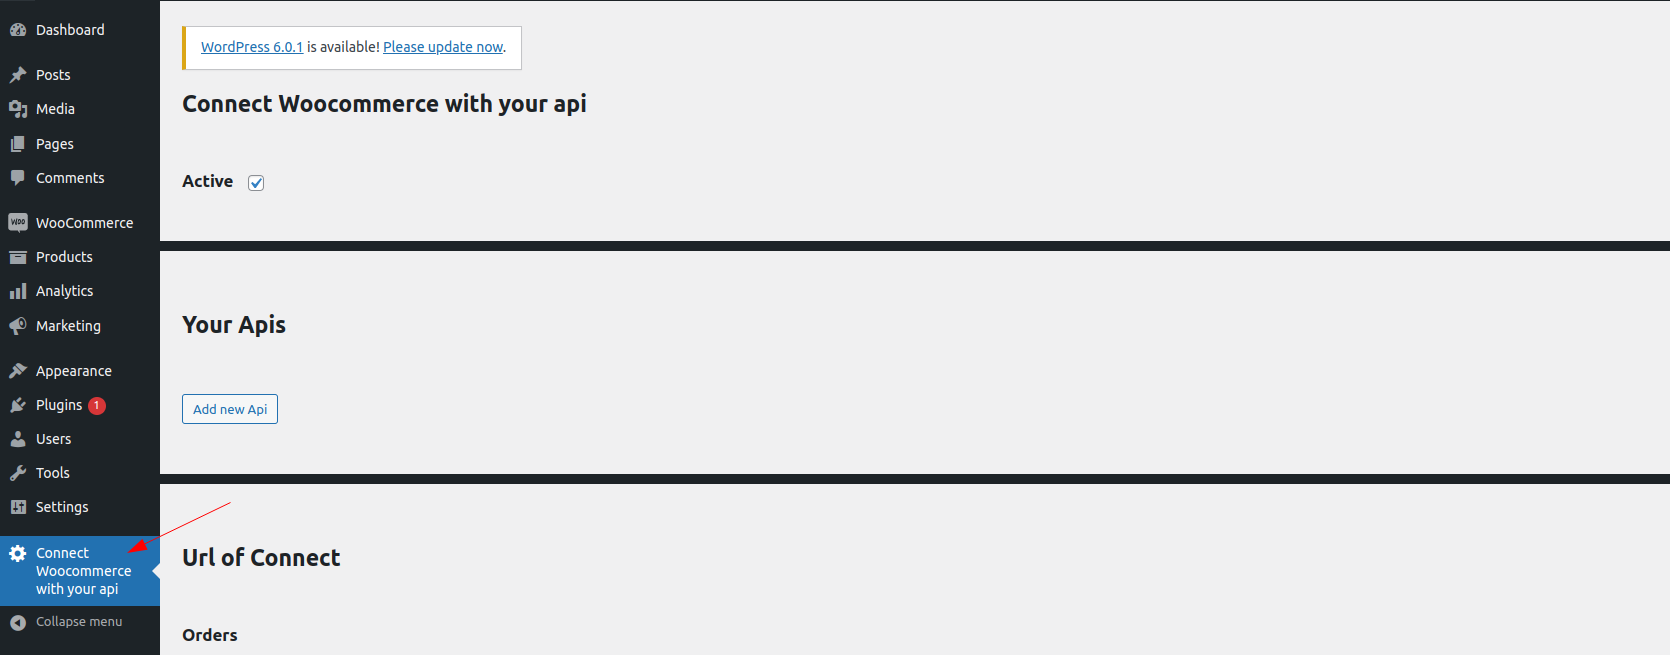 Dashboard
Posts
Media
Pages
Comments
WOO WooCommerce
Products
Analytics
Marketing
Appearance
Plugins 1
Users
Tools
Settings
Connect
Woocommerce
with your api
Collapse menu
WordPress 6.0.1 is available! Please update now.
Connect Woocommerce with your api
Active
Your Apis
Add new Api
Url of Connect
Orders